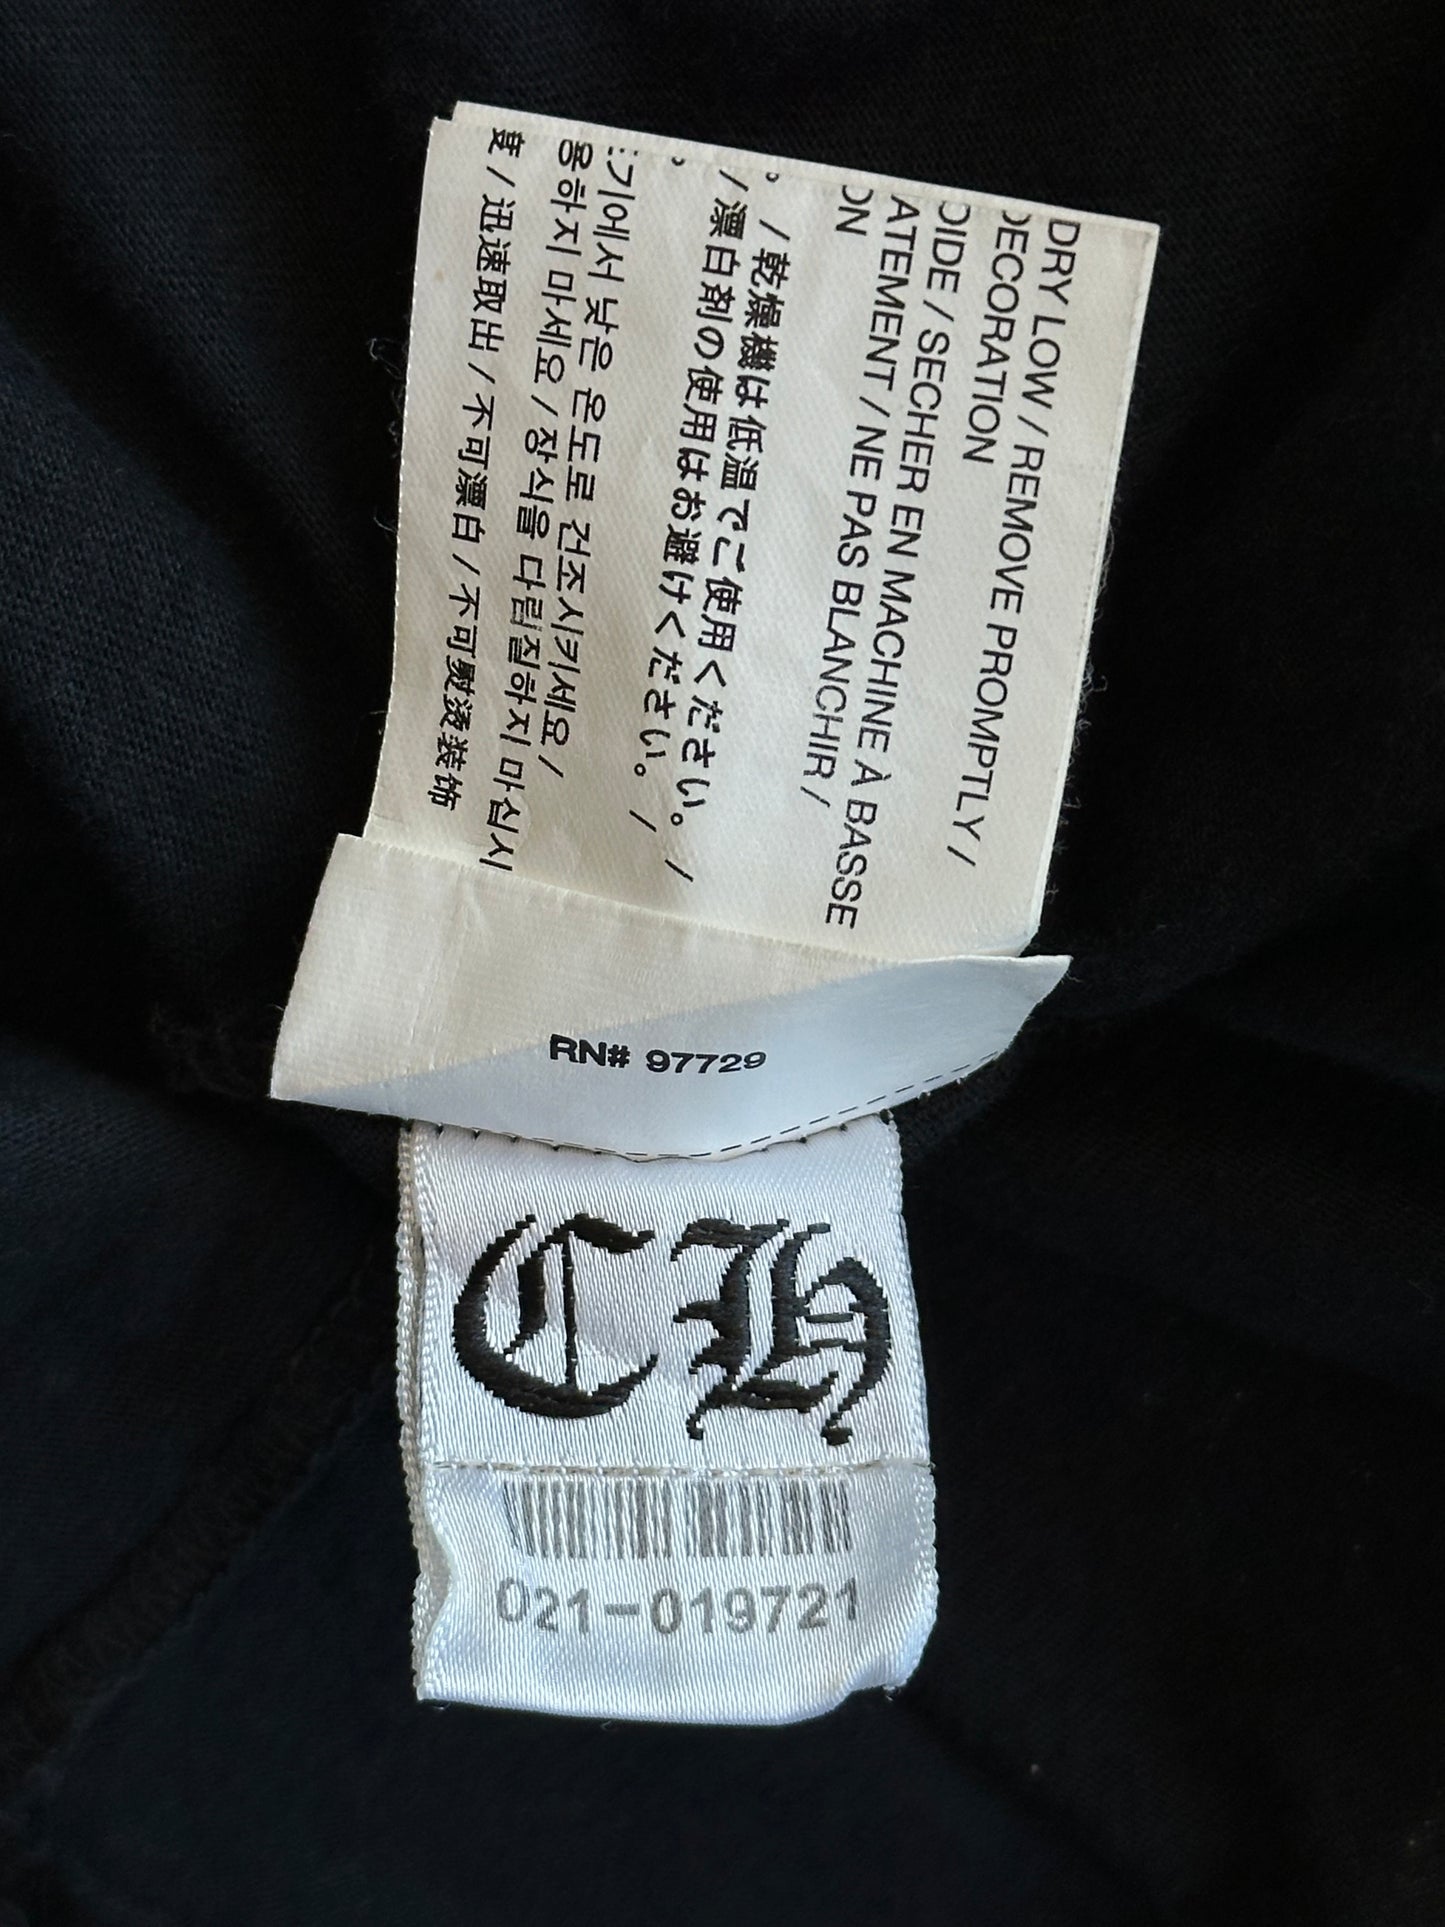 DRY LOW / REMOVE PROMPTLY /
DECORATION
SECHER EN MACHINE À BASSE
NE PAS BLANCHIR /
ON
。/ 乾燥機は低温でご使用ください。 /
/ 漂白剤の使用はお避けください。 /
기에서 낮은 온도로 건조시키세요 /
용하지 마세요 / 장식을 다림질하지 마십시
/ 迅速取出 / 不可漂白 / 不可熨烫装饰
RN# 97729
CH
021-019721